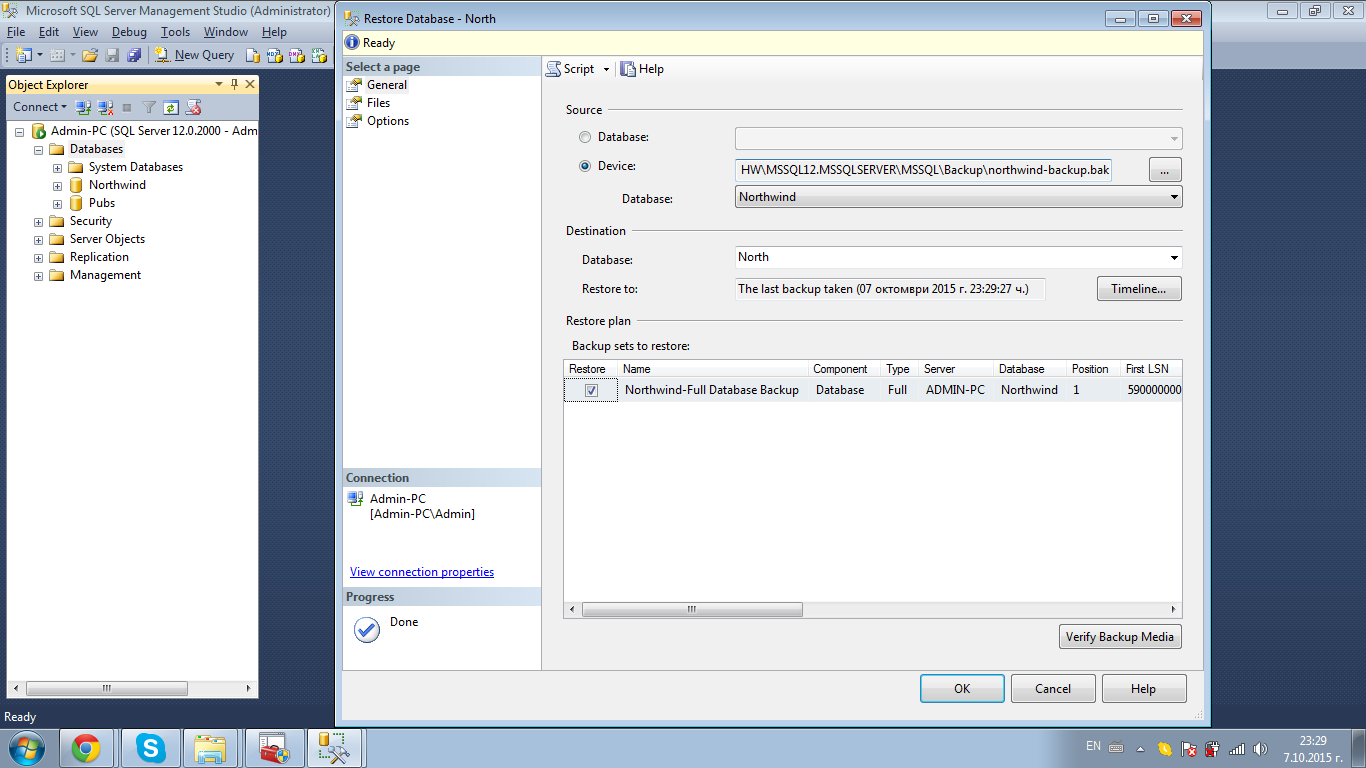 Microsoft SQL Server Management Studio (Administrator)
File Edit View Debug Tools Window Help
New Query
Object Explorer
Connect
Admin-PC (SQL Server 12.0.2000 - Adm
Databases
System Databases
Northwind
Pubs
Security
Server Objects
Replication
Management
Ready
Restore Database - North
Ready
Select a page
General
Files
Options
Connection
Admin-PC
[Admin-PC\Admin]
View connection properties
Progress
Done
Script Help
Source
Database:
Device: HW\MSSQL12.MSSQLSERVER\MSSQL\Backup\northwind-backup.bak ...
Database: Northwind
Destination
Database: North
Restore to: The last backup taken (07 октомври 2015 г. 23:29:27 ч.) Timeline...
Restore plan
Backup sets to restore:
Restore Name Component Type Server Database Position First LSN
Northwind-Full Database Backup Database Full ADMIN-PC Northwind 1 590000000
Verify Backup Media
OK Cancel Help
EN
23:29
7.10.2015 г.